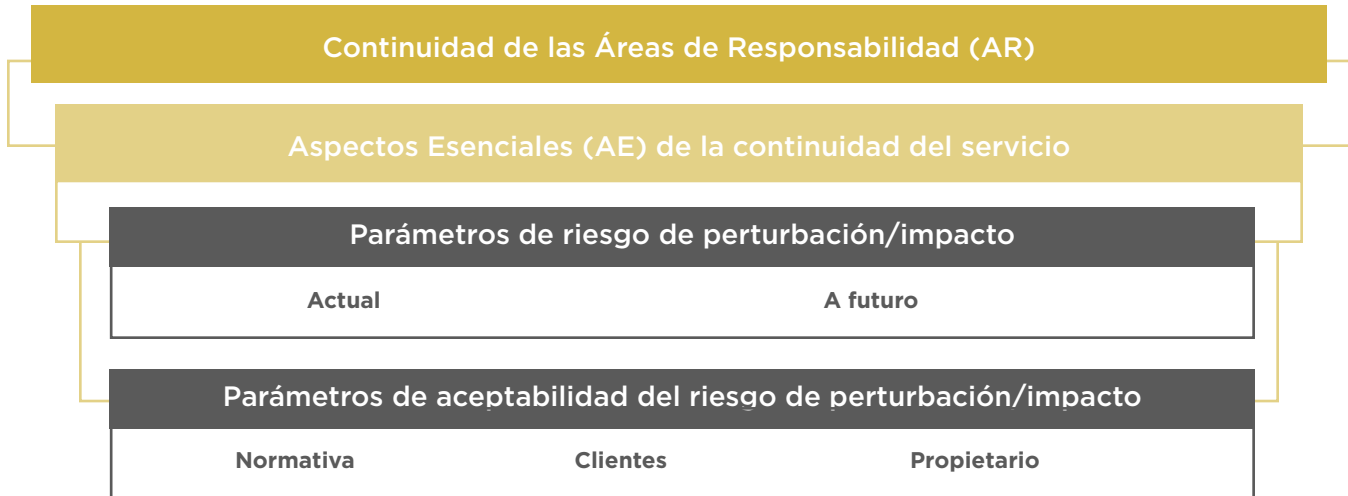 Continuidad de las Áreas de Responsabilidad (AR)
Aspectos Esenciales (AE) de la continuidad del servicio
Parámetros de riesgo de perturbación/impacto
Actual A futuro
Parámetros de aceptabilidad del riesgo de perturbación/impacto
Normativa Clientes Propietario